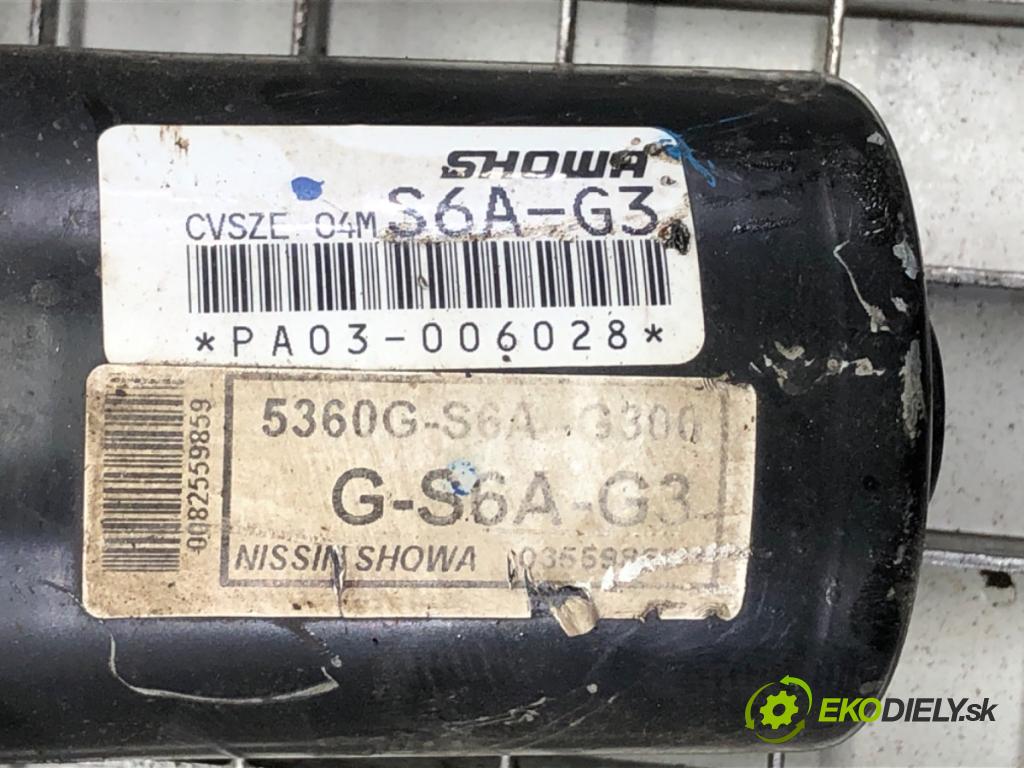 SHOWA
CVSZE 04M S6A-G3
*PA03-006028*
5360G-S6A-G300
G-S6A-G3
NISSIN SHOWA
0082559859
EKODIELY.sk